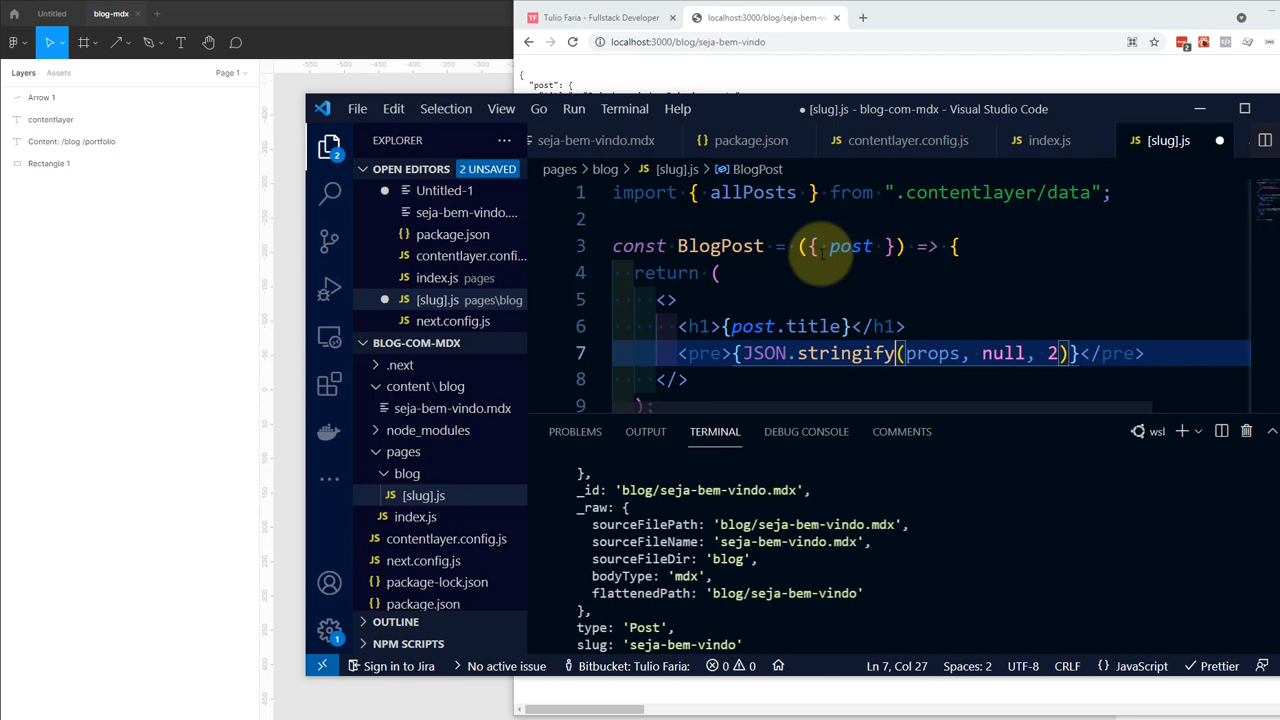 Untitled
blog-mdx
Layers
Assets
Page 1
Arrow 1
contentlayer
Content: /blog /portfolio
Rectangle 1
-550
-500
-450
-400
-350
-300
Tulio Faria - Fullstack Developer
localhost:3000/blog/seja-bem-vi
localhost:3000/blog/seja-bem-vindo
{
"post": {
File Edit Selection View Go Run Terminal Help
● [slug].js - blog-com-mdx - Visual Studio Code
EXPLORER
OPEN EDITORS
2 UNSAVED
Untitled-1
seja-bem-vindo....
package.json
contentlayer.confi...
index.js pages
[slug].js pages\blog
next.config.js
BLOG-COM-MDX
.next
content \ blog
seja-bem-vindo.mdx
node_modules
pages
blog
[slug].js
index.js
contentlayer.config.js
next.config.js
package-lock.json
package.json
OUTLINE
NPM SCRIPTS
seja-bem-vindo.mdx
package.json
contentlayer.config.js
index.js
[slug].js
pages > blog > [slug].js > BlogPost
1 import { allPosts } from ".contentlayer/data";
2
3 const BlogPost = ({ post }) => {
4 return (
5 <>
6 <h1>{post.title}</h1>
7 <pre>{JSON.stringify(props, null, 2)}</pre>
8 </>
9 );
PROBLEMS
OUTPUT
TERMINAL
DEBUG CONSOLE
COMMENTS
wsl
},
_id: 'blog/seja-bem-vindo.mdx',
_raw: {
sourceFilePath: 'blog/seja-bem-vindo.mdx',
sourceFileName: 'seja-bem-vindo.mdx',
sourceFileDir: 'blog',
bodyType: 'mdx',
flattenedPath: 'blog/seja-bem-vindo'
},
type: 'Post',
slug: 'seja-bem-vindo'
Sign in to Jira
No active issue
Bitbucket: Tulio Faria:
0
0
Ln 7, Col 27
Spaces: 2
UTF-8
CRLF
JavaScript
Prettier